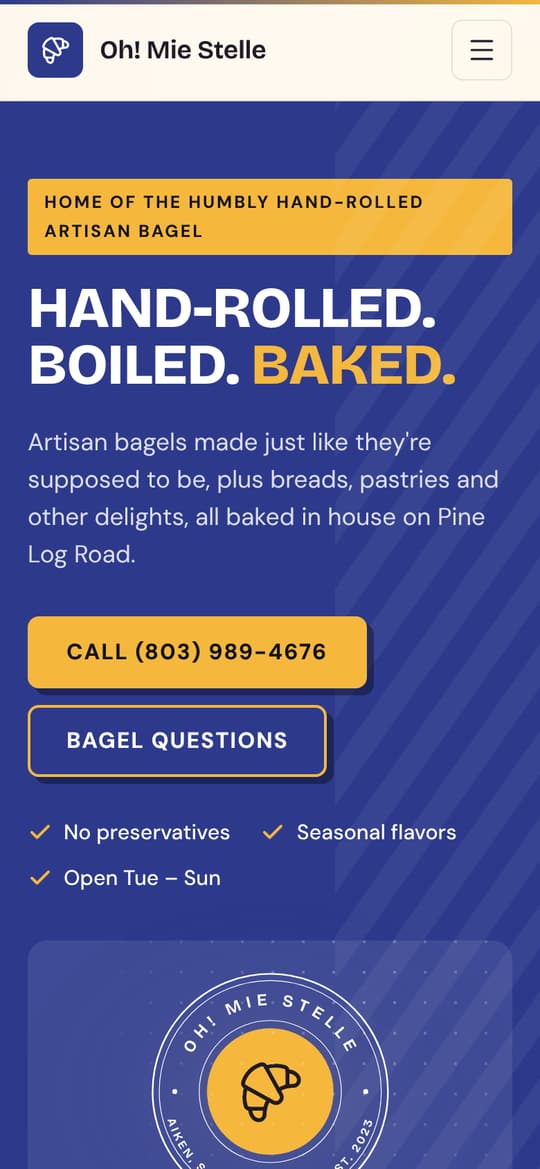 Oh! Mie Stelle
HOME OF THE HUMBLY HAND-ROLLED
ARTISAN BAGEL
HAND-ROLLED.
BOILED. BAKED.
Artisan bagels made just like they're
supposed to be, plus breads, pastries and
other delights, all baked in house on Pine
Log Road.
CALL (803) 989-4676
BAGEL QUESTIONS
No preservatives
Seasonal flavors
Open Tue – Sun
OH! MIE STELLE
AIKEN,
2023